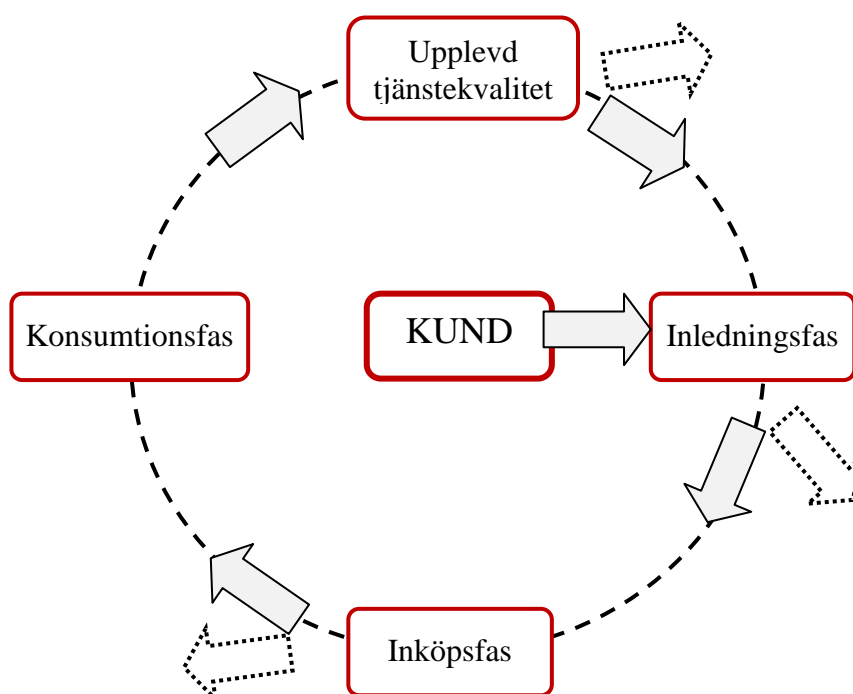 Upplevd
tjänstekvalitet
Konsumtionsfas
KUND
Inledningsfas
Inköpsfas